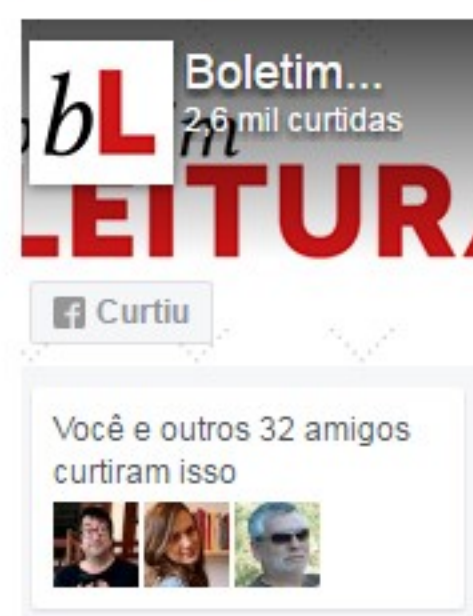 bL
Boletim...
2,6 mil curtidas
LEITURA
Curtiu
Você e outros 32 amigos
curtiram isso